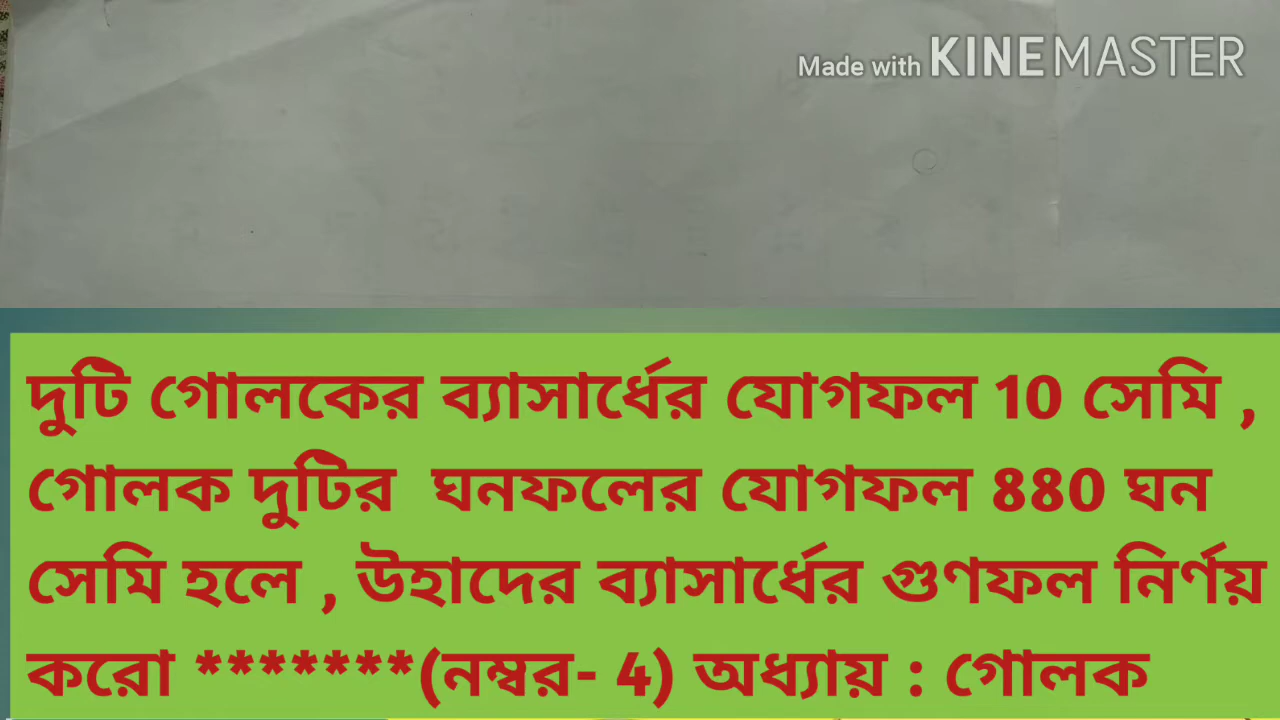 Made with KINEMASTER
দুটি গোলকের ব্যাসার্ধের যোগফল 10 সেমি ,
গোলক দুটির ঘনফলের যোগফল 880 ঘন
সেমি হলে , উহাদের ব্যাসার্ধের গুণফল নির্ণয়
করো *******(নম্বর- 4) অধ্যায় : গোলক